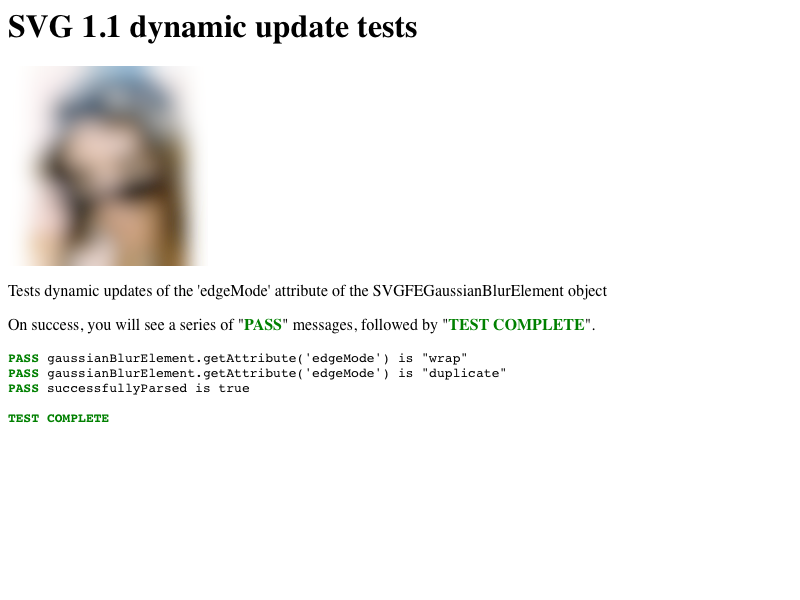 SVG 1.1 dynamic update tests
Tests dynamic updates of the 'edgeMode' attribute of the SVGFEGaussianBlurElement object
On success, you will see a series of "PASS" messages, followed by "TEST COMPLETE".
PASS gaussianBlurElement.getAttribute('edgeMode') is "wrap"
PASS gaussianBlurElement.getAttribute('edgeMode') is "duplicate"
PASS successfullyParsed is true
TEST COMPLETE